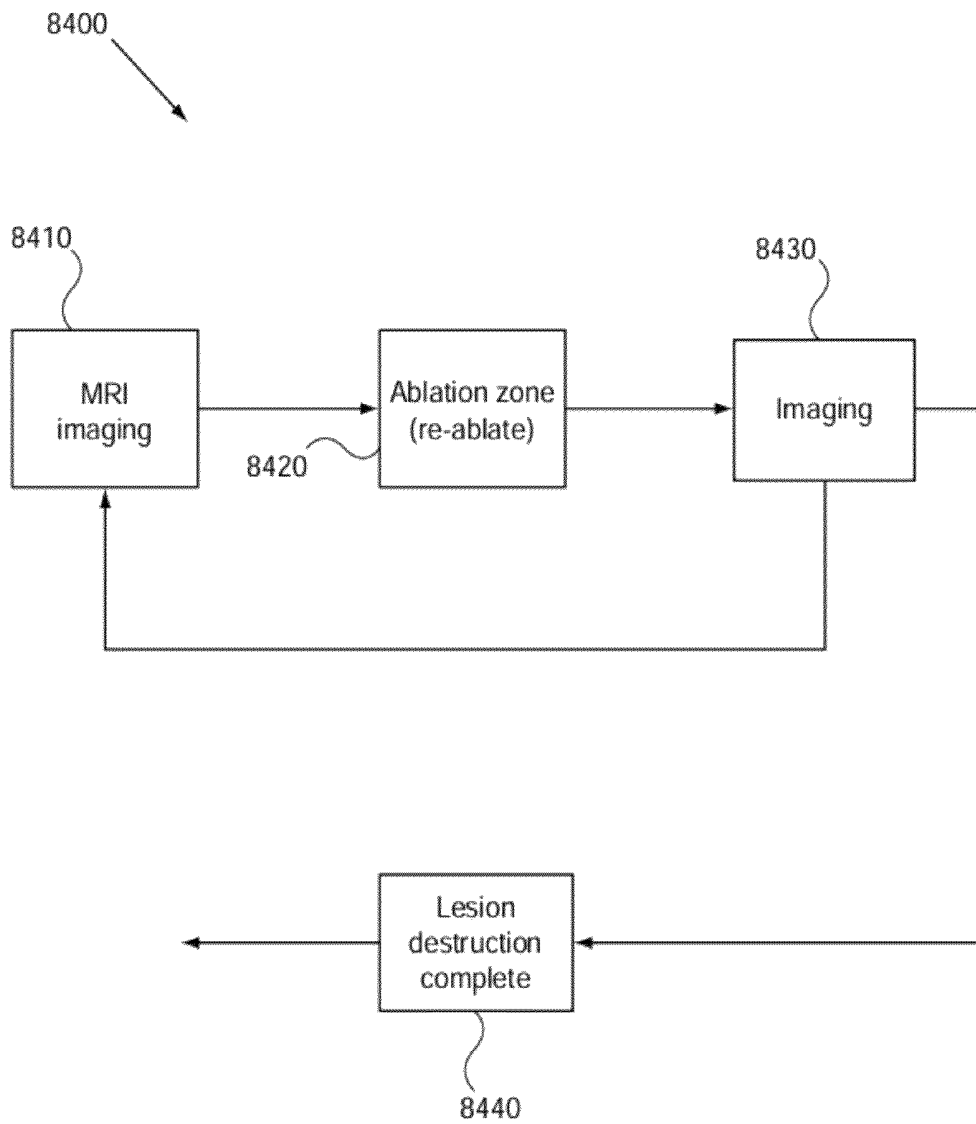 8400
8410
8430
MRI
imaging
Ablation zone
(re-ablate)
Imaging
8420
Lesion
destruction
complete
8440